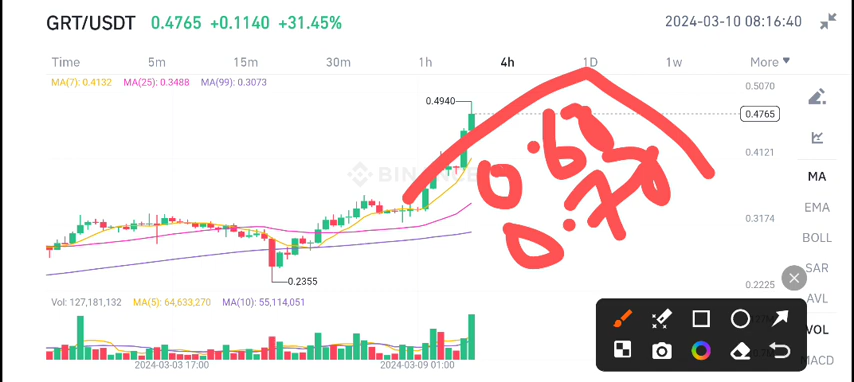 GRT/USDT 0.4765 +0.1140 +31.45% 2024-03-10 08:16:40
Time 5m 15m 30m 1h 4h 1D 1w More
MA(7): 0.4132 MA(25): 0.3488 MA(99): 0.3073
0.5070
0.4940
0.4765
0.4121
BINANCE
0.60
0.70
0.3174
0.2355
0.2225
MA
EMA
BOLL
SAR
AVL
VOL
MACD
Vol: 127,181,132 MA(5): 64,633,270 MA(10): 55,114,051
2024-03-03 17:00 2024-03-09 01:00